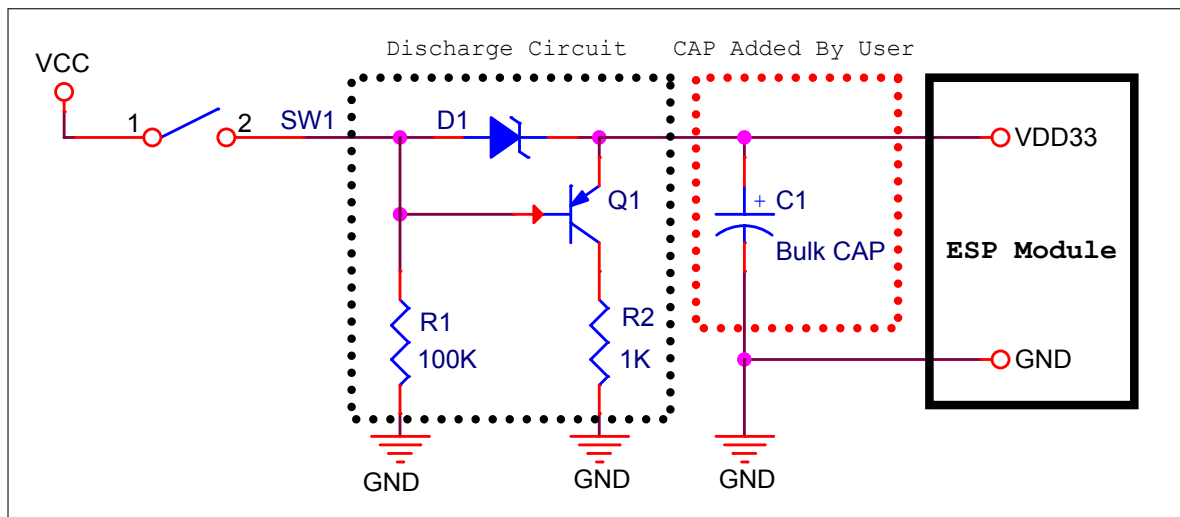 Discharge Circuit
CAP Added By User
VCC
1
2
SW1
D1
VDD33
Q1
+ C1
Bulk CAP
ESP Module
R1
100K
R2
1K
GND
GND
GND
GND